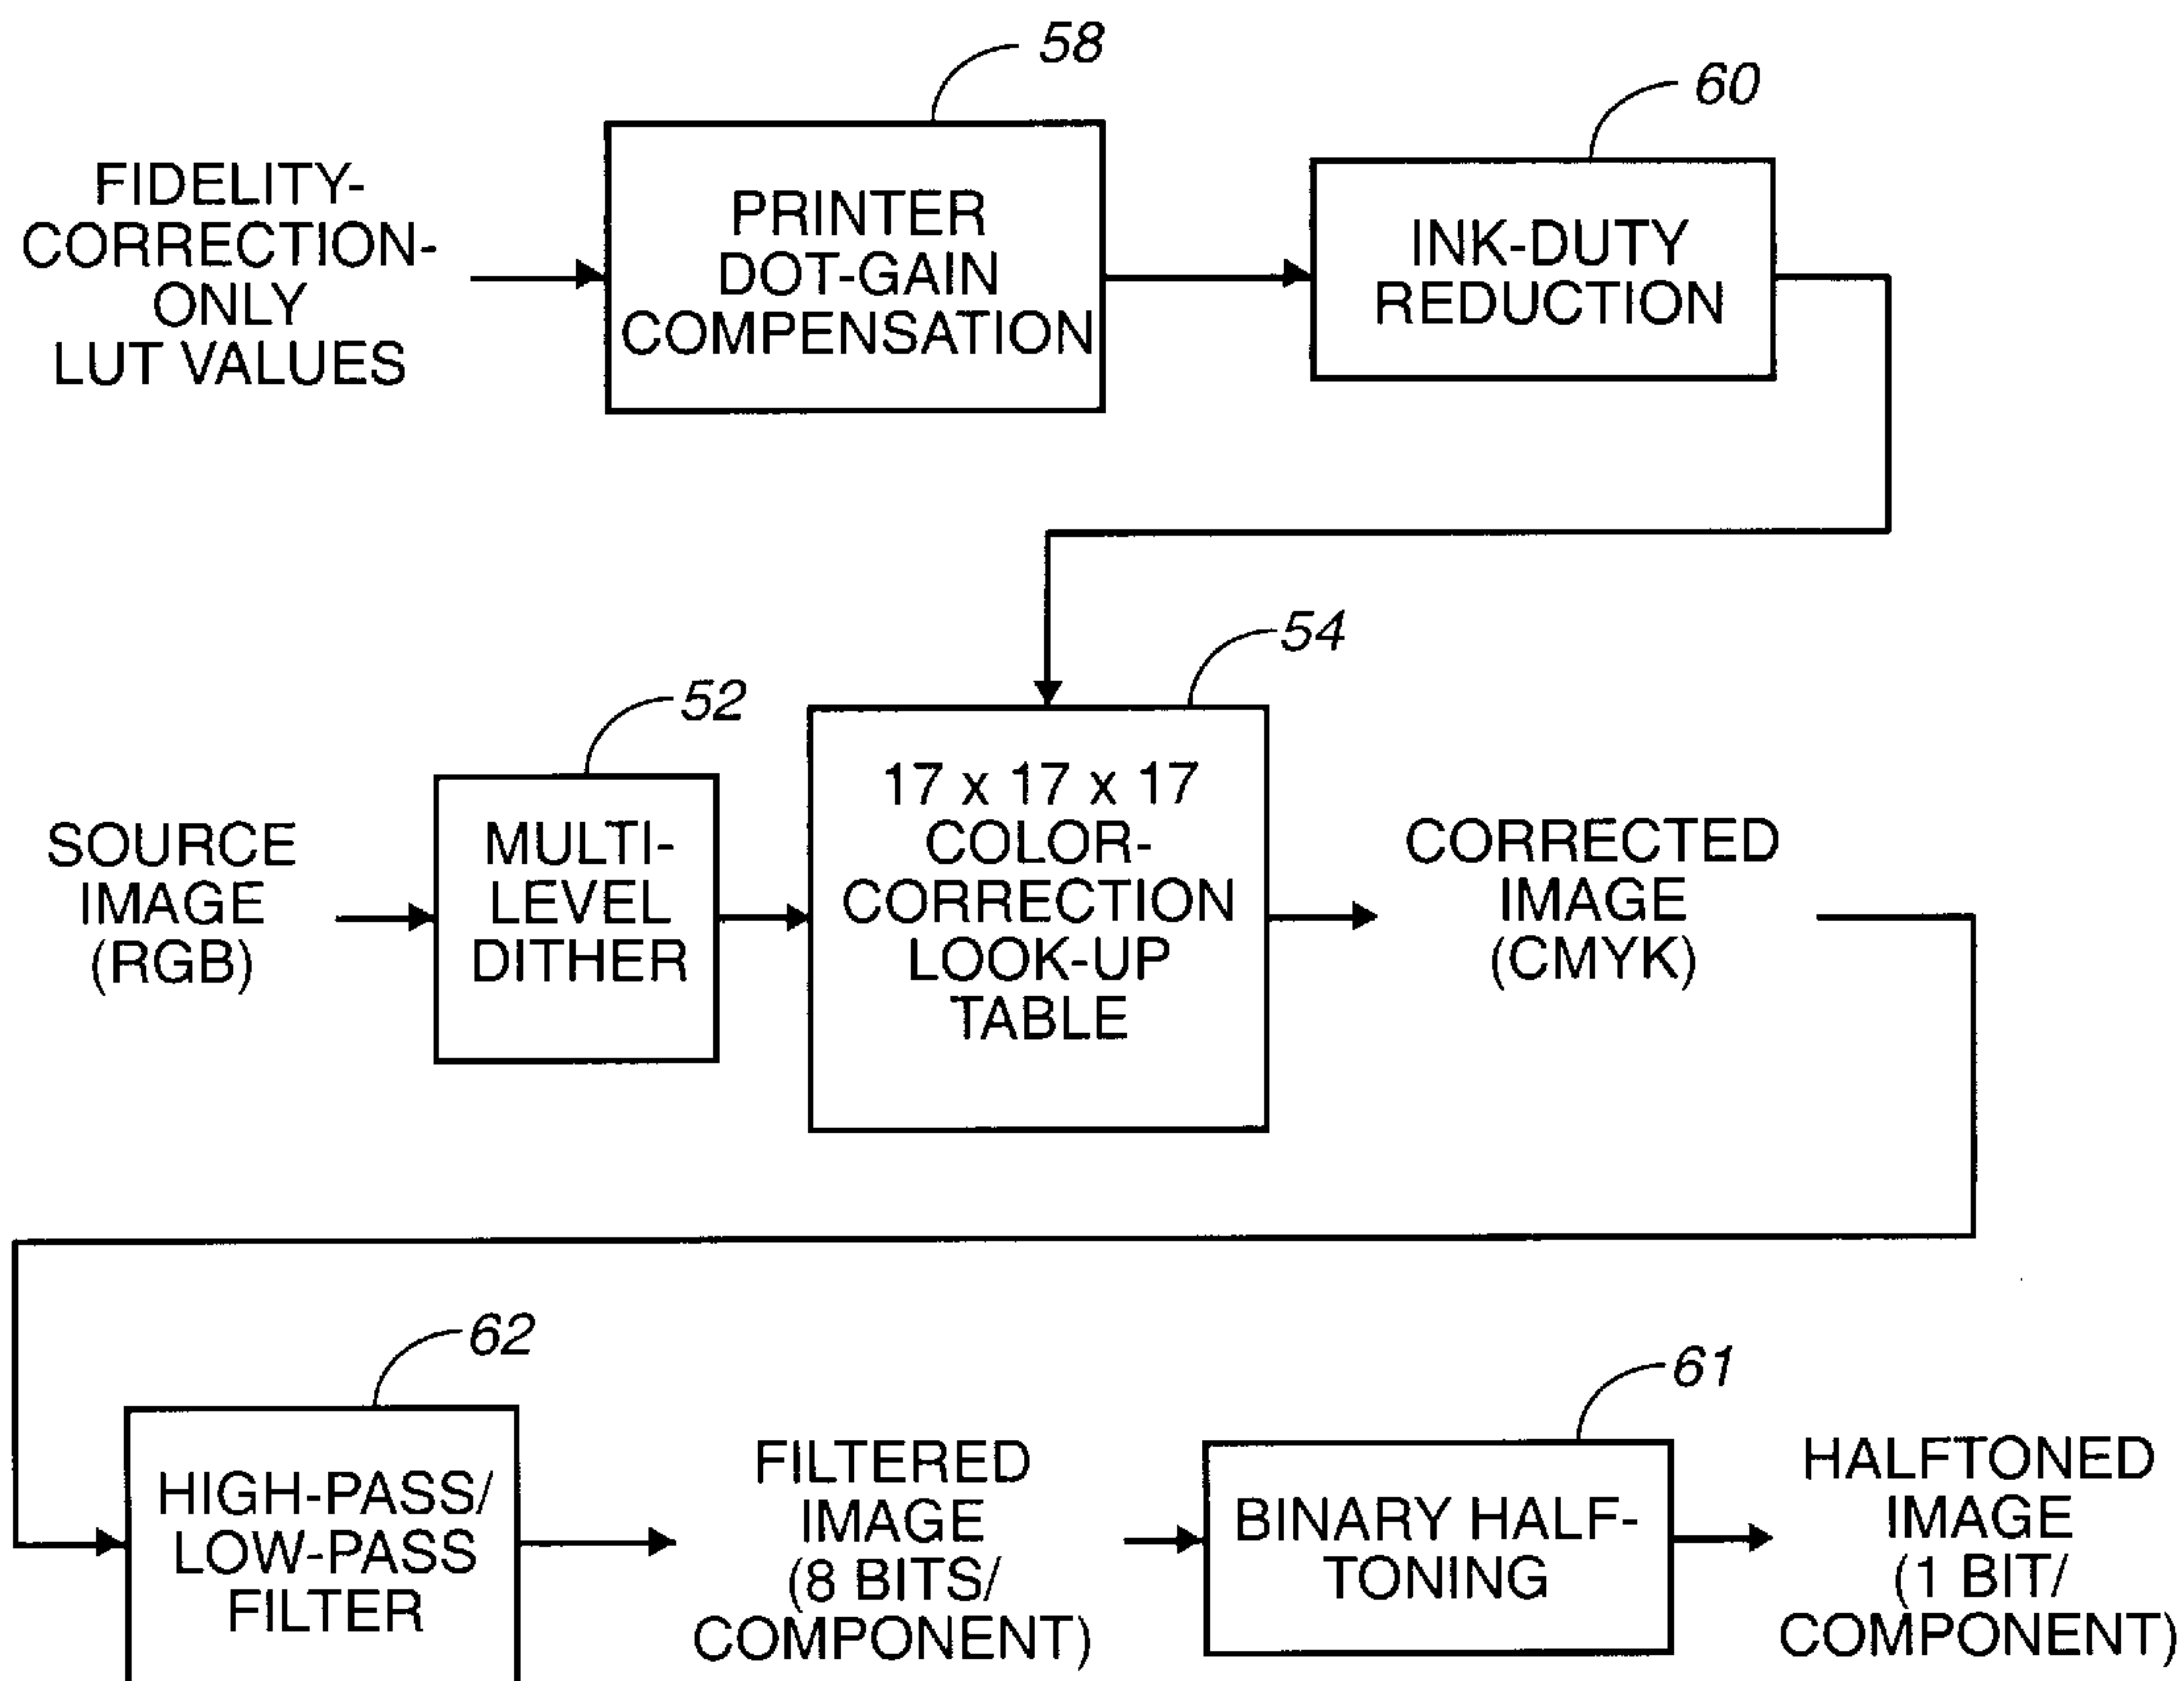 58
60
FIDELITY-
CORRECTION-
ONLY
LUT VALUES
PRINTER
DOT-GAIN
COMPENSATION
INK-DUTY
REDUCTION
54
52
SOURCE
IMAGE
(RGB)
MULTI-
LEVEL
DITHER
17 x 17 x 17
COLOR-
CORRECTION
LOOK-UP
TABLE
CORRECTED
IMAGE
(CMYK)
62
61
HIGH-PASS/
LOW-PASS
FILTER
FILTERED
IMAGE
(8 BITS/
COMPONENT)
BINARY HALF-
TONING
HALFTONED
IMAGE
(1 BIT/
COMPONENT)